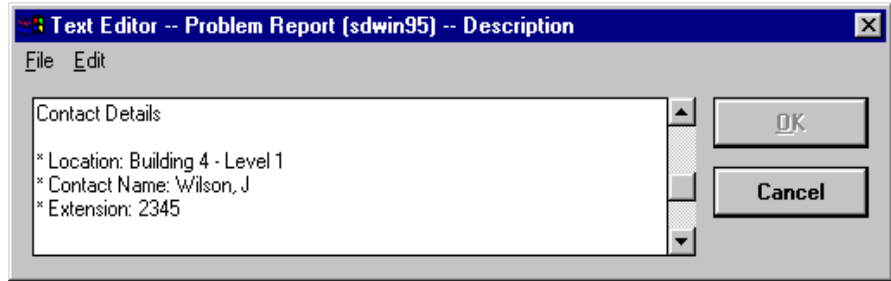 Text Editor -- Problem Report (sdwin95) -- Description
File Edit
Contact Details
* Location: Building 4 - Level 1
* Contact Name: Wilson, J
* Extension: 2345
OK
Cancel